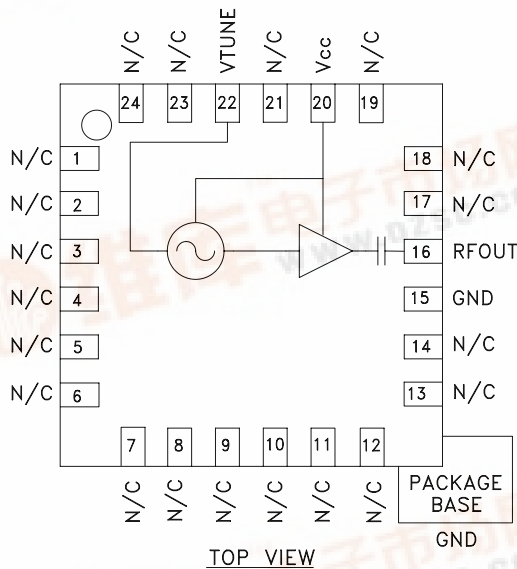 N/C N/C VTUNE N/C Vcc N/C
24 23 22 21 20 19
N/C 1 18 N/C
N/C 2 17 N/C
N/C 3 16 RFOUT
N/C 4 15 GND
N/C 5 14 N/C
N/C 6 13 N/C
7 8 9 10 11 12
N/C N/C N/C N/C N/C N/C
PACKAGE
BASE
GND
TOP VIEW